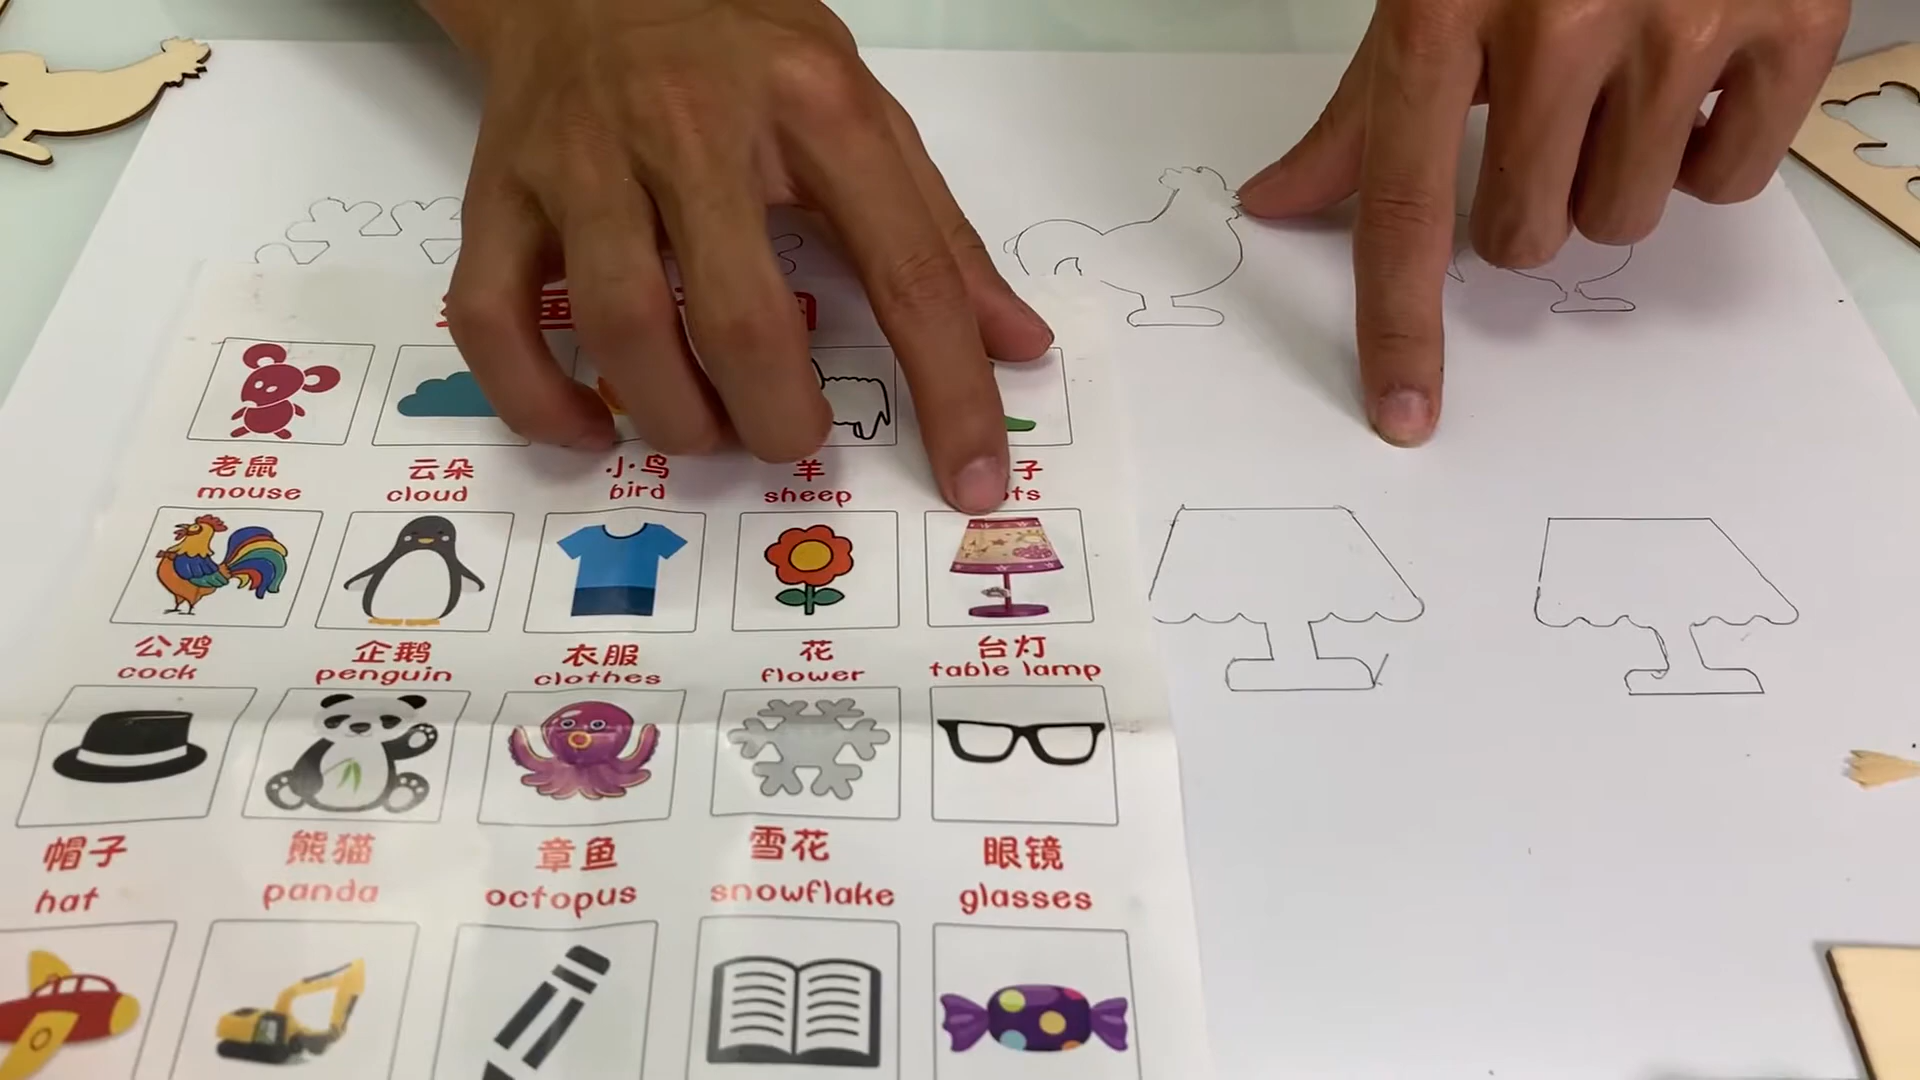 老鼠 云朵 小鸟 羊 子
mouse cloud bird sheep
公鸡 企鹅 衣服 花 台灯
cock penguin clothes flower table lamp
帽子 熊猫 章鱼 雪花 眼镜
hat panda octopus snowflake glasses